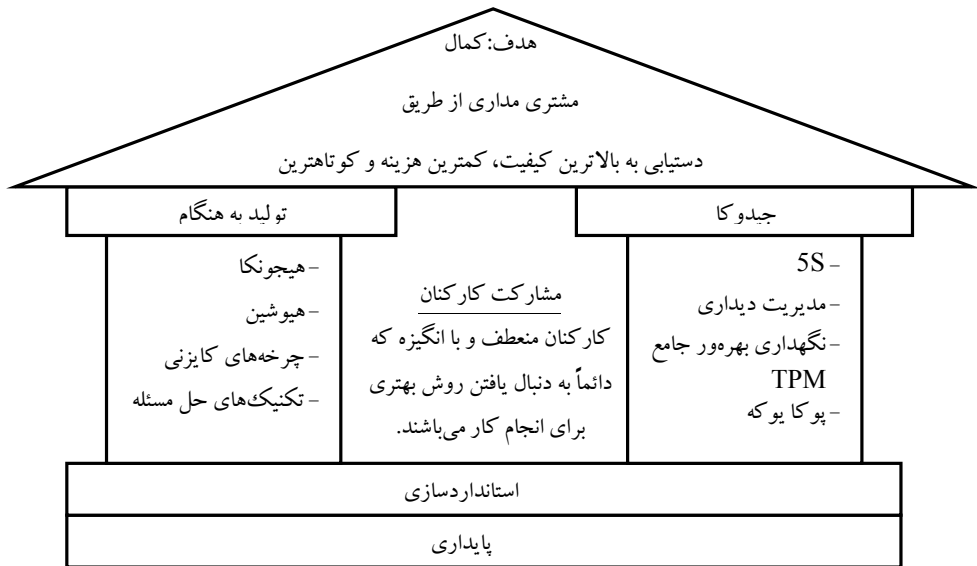 هدف:کمال
مشتری مداری از طریق
دستیابی به بالاترین کیفیت، کمترین هزینه و کوتاهترین
جیدوکا
تولید به هنگام
5S –
– مدیریت دیداری
– نگهداری بهره‌ور جامع
TPM
– پوکا یوکه
مشارکت کارکنان
کارکنان منعطف و با انگیزه که
دائماً به دنبال یافتن روش بهتری
برای انجام کار می‌باشند.
– هیجونکا
– هیوشین
– چرخه‌های کایزنی
– تکنیك‌های حل مسئله
استانداردسازی
پایداری